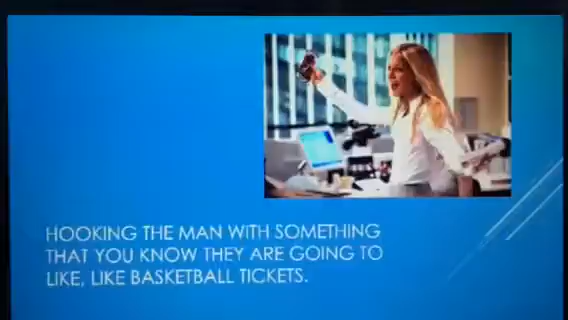 HOOKING THE MAN WITH SOMETHING
THAT YOU KNOW THEY ARE GOING TO
LIKE, LIKE BASKETBALL TICKETS.